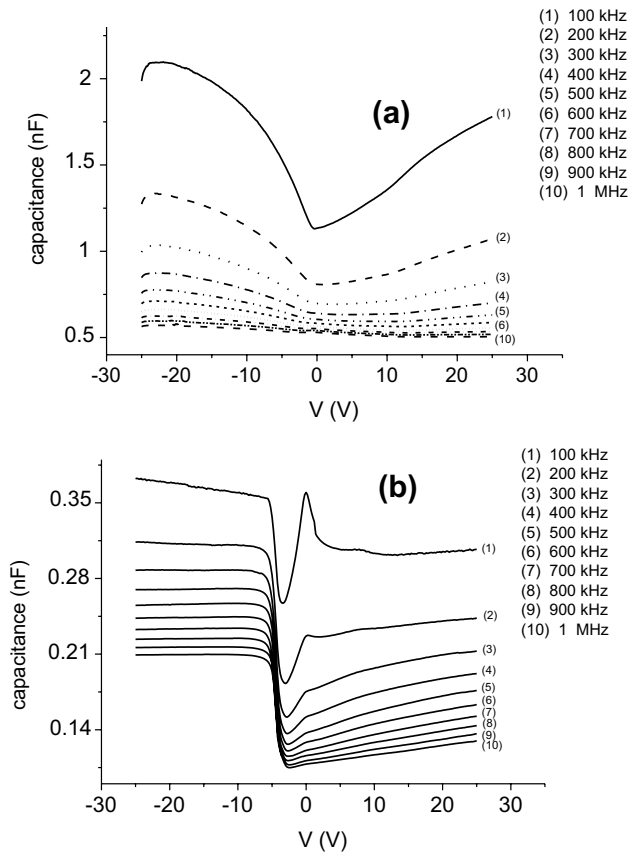 (a)
(1) 100 kHz
(2) 200 kHz
(3) 300 kHz
(4) 400 kHz
(5) 500 kHz
(6) 600 kHz
(7) 700 kHz
(8) 800 kHz
(9) 900 kHz
(10) 1 MHz
capacitance (nF)
2
1.5
1
0.5
(1)
(2)
(3)
(4)
(5)
(6)
(10)
-30 -20 -10 0 10 20 30
V (V)
(b)
(1) 100 kHz
(2) 200 kHz
(3) 300 kHz
(4) 400 kHz
(5) 500 kHz
(6) 600 kHz
(7) 700 kHz
(8) 800 kHz
(9) 900 kHz
(10) 1 MHz
capacitance (nF)
0.35
0.28
0.21
0.14
(1)
(2)
(3)
(4)
(5)
(6)
(7)
(8)
(9)
(10)
-30 -20 -10 0 10 20 30
V (V)